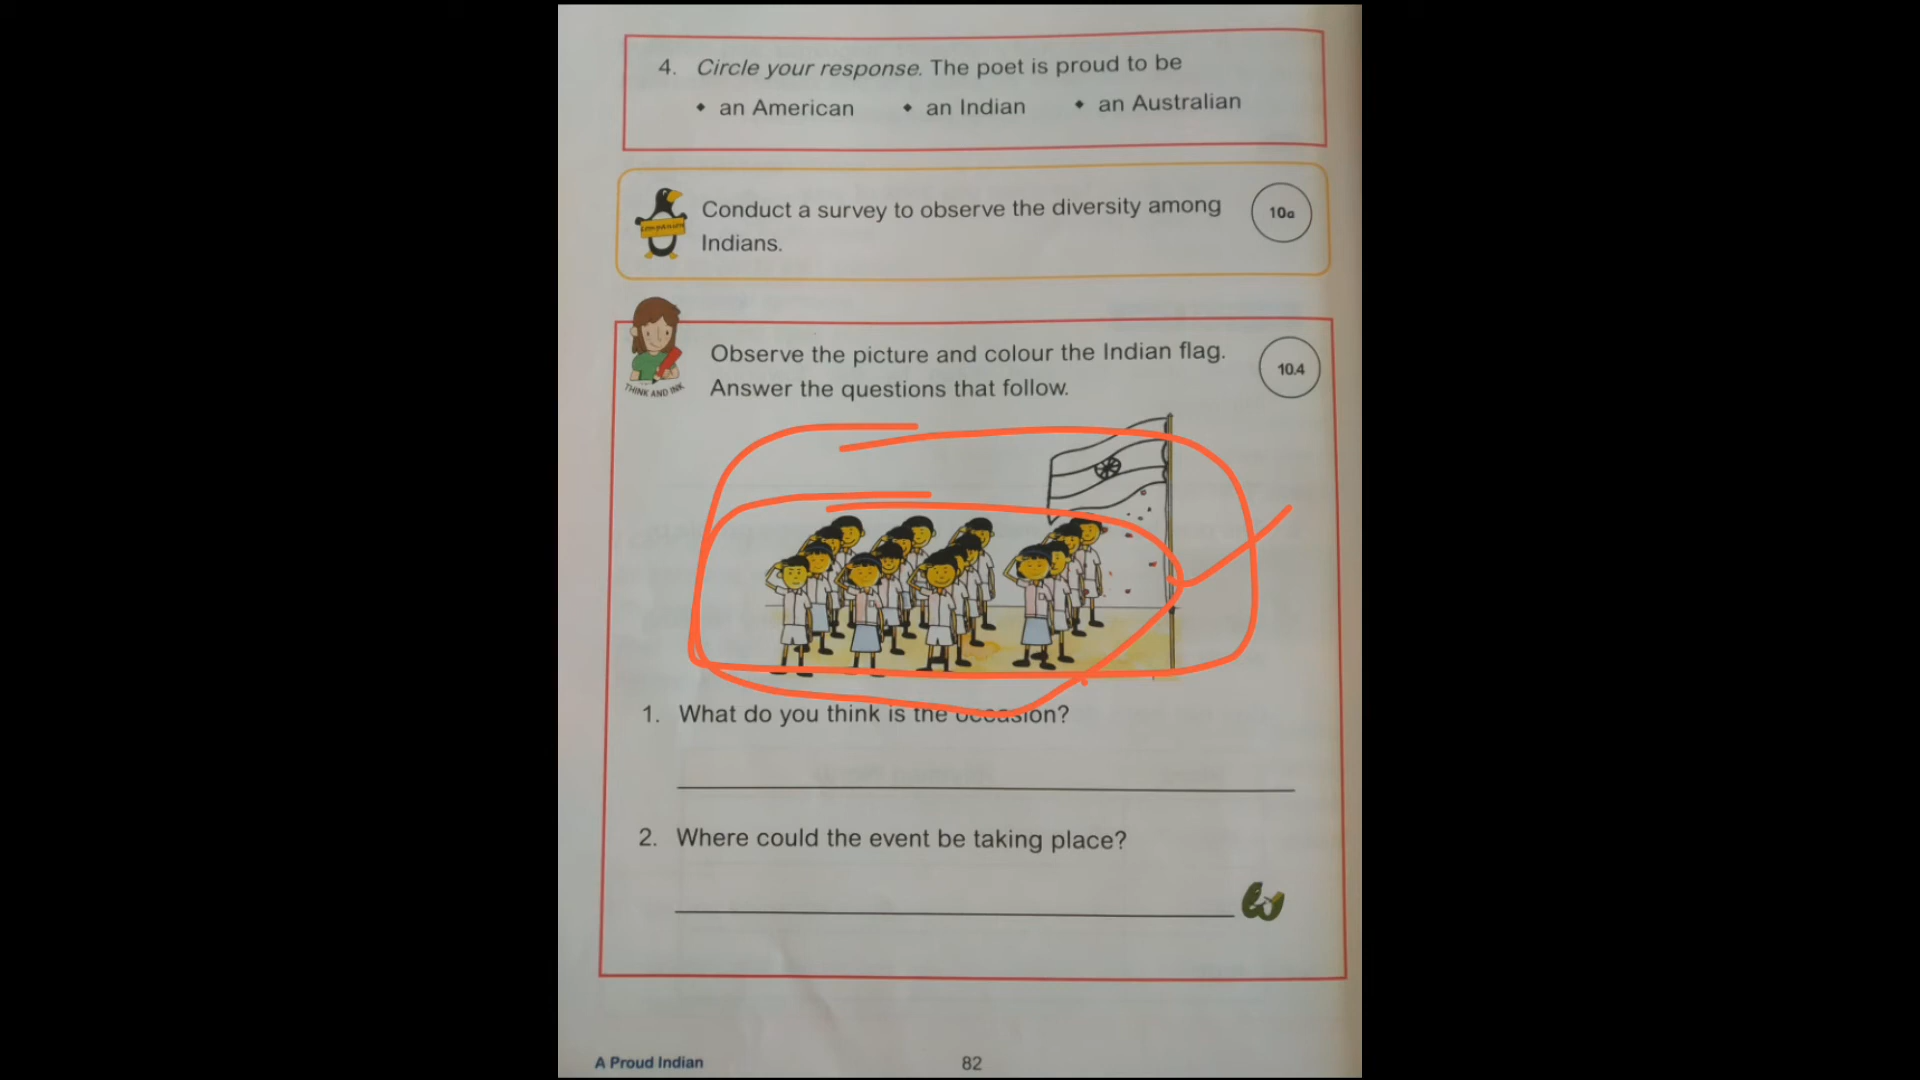 4. Circle your response. The poet is proud to be
• an American • an Indian • an Australian
Conduct a survey to observe the diversity among
Indians.
10a
companion
THINK AND INK
Observe the picture and colour the Indian flag.
Answer the questions that follow.
10.4
1. What do you think is the occasion?
2. Where could the event be taking place?
A Proud Indian
82